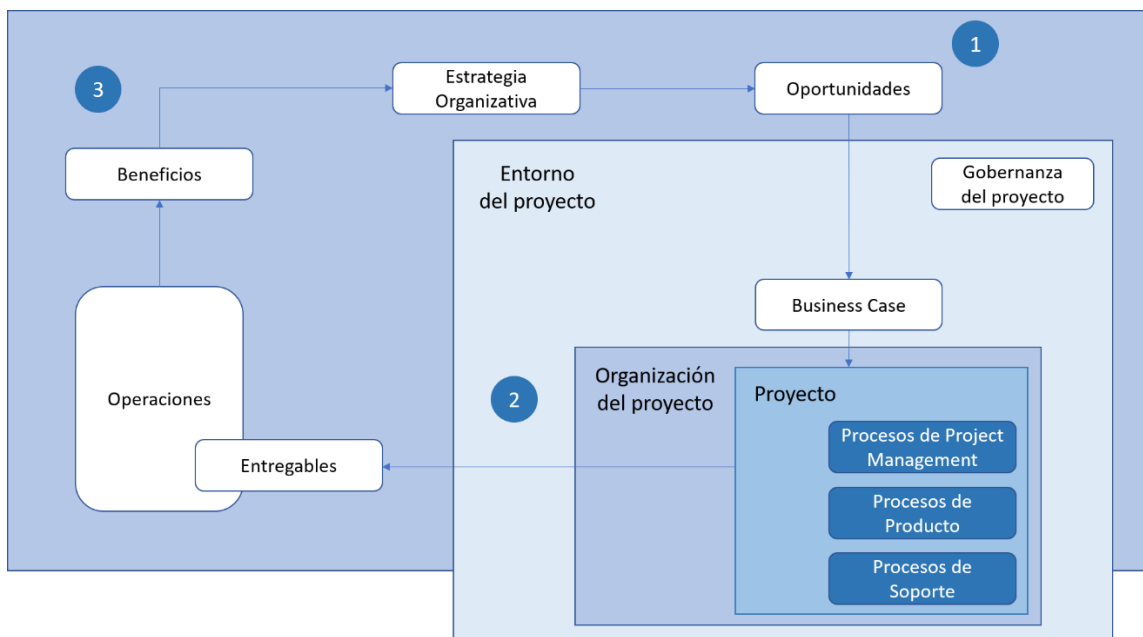 1
3
Estrategia
Organizativa
Oportunidades
Beneficios
Entorno
del proyecto
Gobernanza
del proyecto
Business Case
Operaciones
2
Organización
del proyecto
Proyecto
Procesos de Project
Management
Entregables
Procesos de
Producto
Procesos de
Soporte